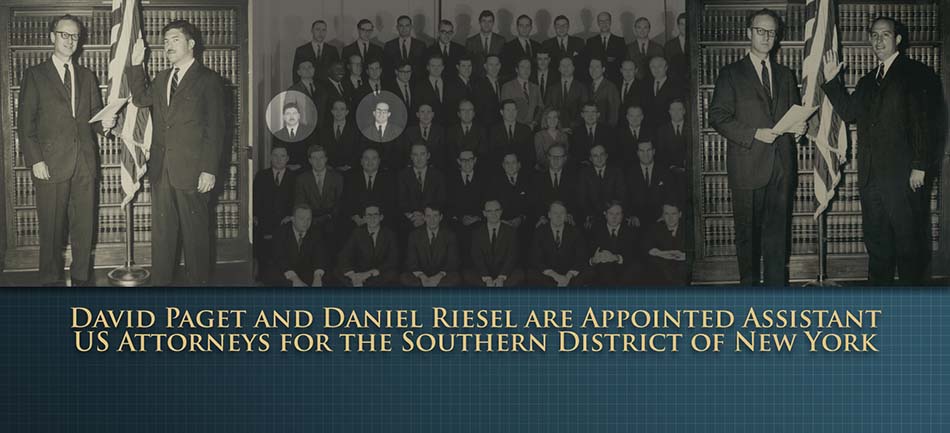 David Paget and Daniel Riesel are Appointed Assistant
US Attorneys for the Southern District of New York